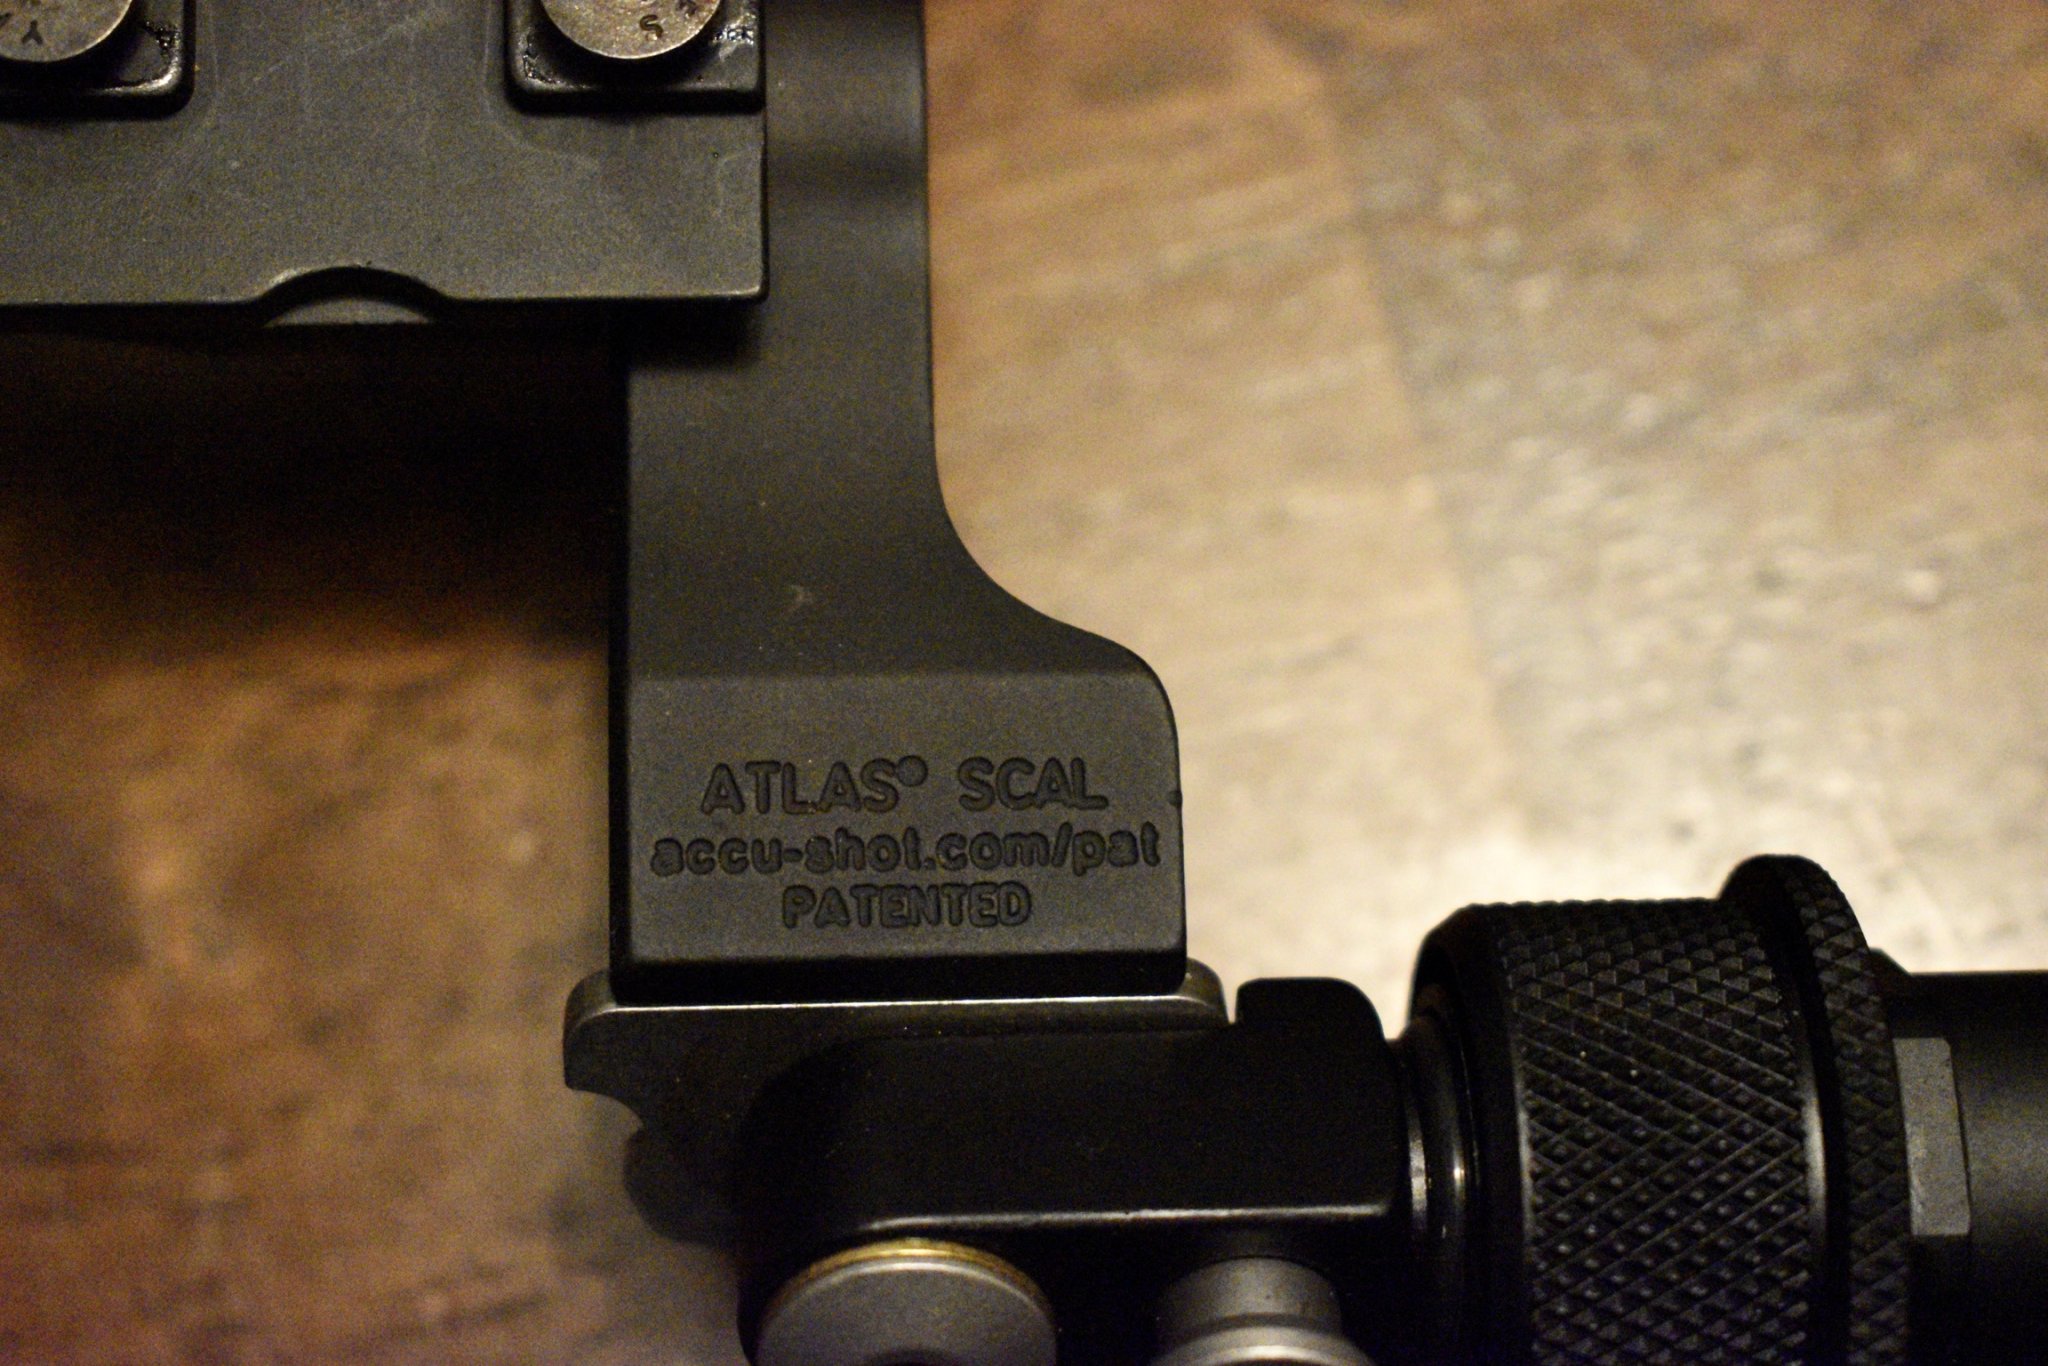 ATLAS® SCAL
accu-shot.com/pat
PATENTED